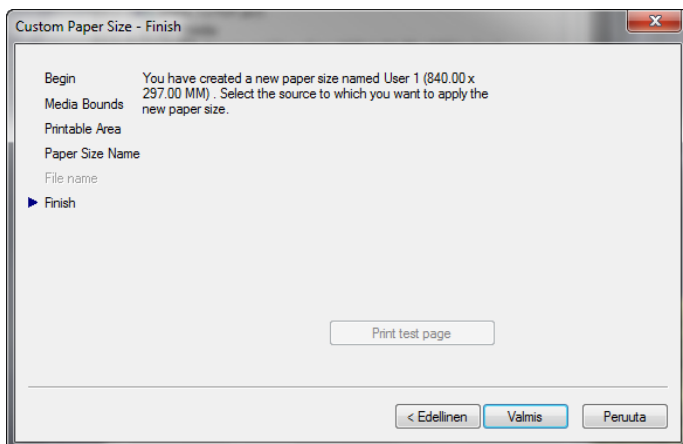 Custom Paper Size - Finish
Begin
Media Bounds
Printable Area
Paper Size Name
File name
Finish
You have created a new paper size named User 1 (840.00 x
297.00 MM) . Select the source to which you want to apply the
new paper size.
Print test page
< Edellinen
Valmis
Peruuta